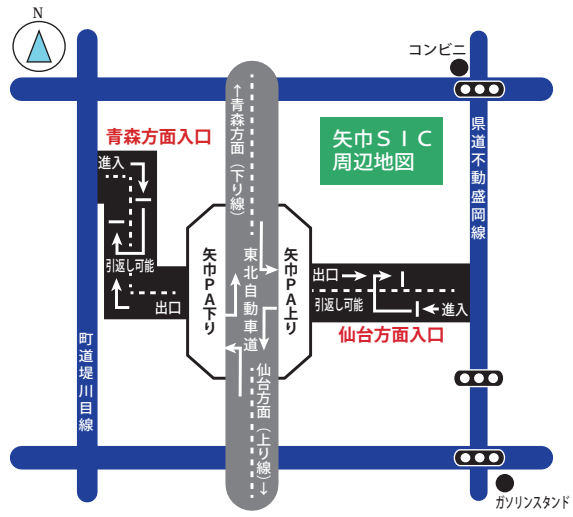 N
コンビニ
青森方面入口
進入
引返し可能
出口
←青森方面（下り線）
矢巾ＳＩＣ
周辺地図
県道不動盛岡線
矢巾PA下り
東北自動車道
矢巾PA上り
出口
引返し可能
進入
仙台方面入口
町道堤川目線
仙台方面（上り線）→
ガソリンスタンド